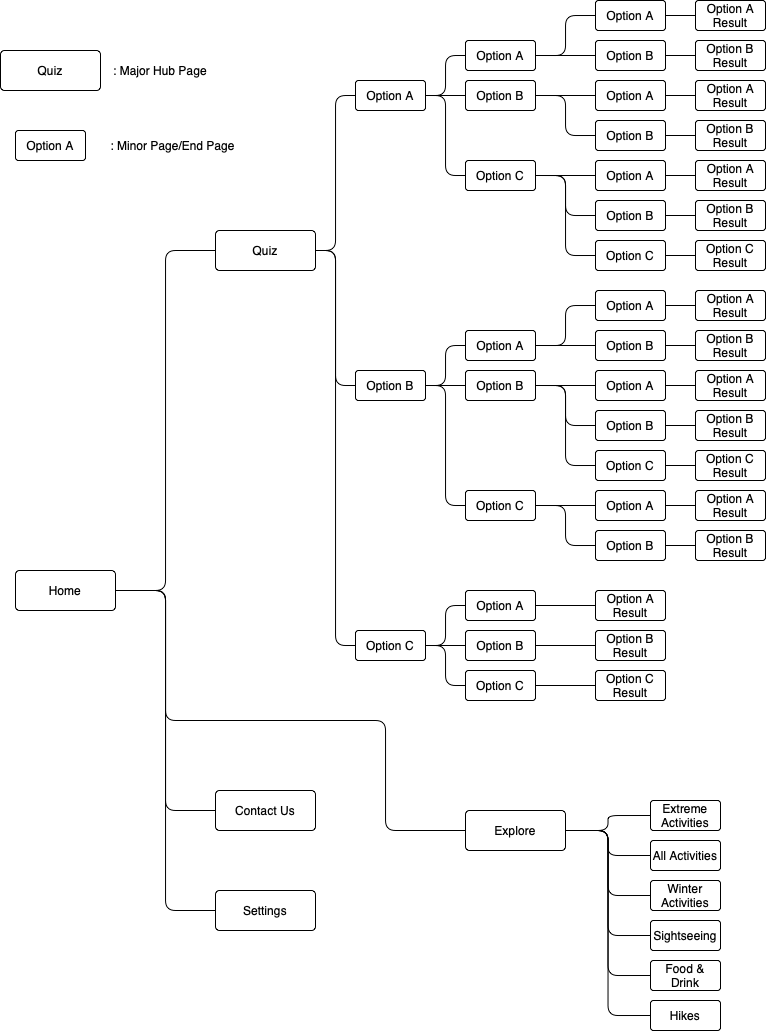 Quiz
: Major Hub Page
Option A
: Minor Page/End Page
Home
Quiz
Option A
Option A
Option A
Option A
Result
Option B
Option B
Result
Option B
Option A
Option A
Result
Option B
Option B
Result
Option C
Option A
Option A
Result
Option B
Option B
Result
Option C
Option C
Result
Option B
Option A
Option A
Option A
Result
Option B
Option B
Result
Option B
Option A
Option A
Result
Option B
Option B
Result
Option C
Option C
Result
Option C
Option A
Option A
Result
Option B
Option B
Result
Option C
Option A
Option A
Result
Option B
Option B
Result
Option C
Option C
Result
Contact Us
Settings
Explore
Extreme
Activities
All Activities
Winter
Activities
Sightseeing
Food &
Drink
Hikes